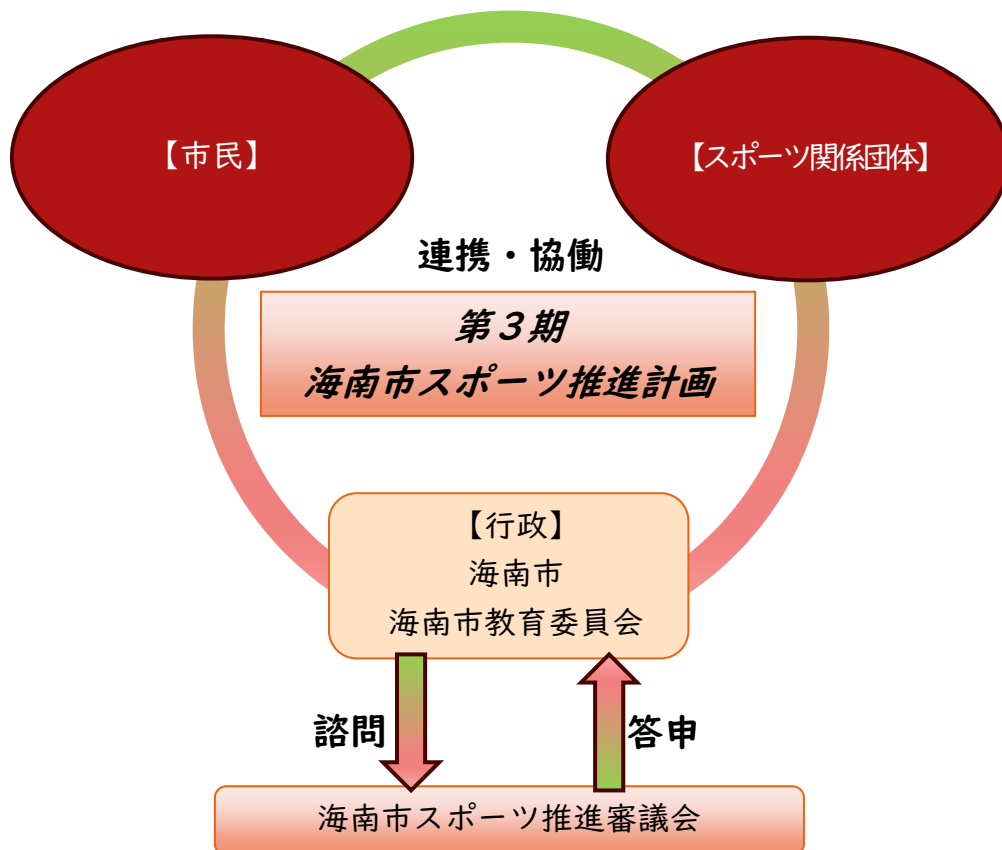 【市民】
【スポーツ関係団体】
連携・協働
第３期
海南市スポーツ推進計画
【行政】
海南市
海南市教育委員会
諮問
答申
海南市スポーツ推進審議会